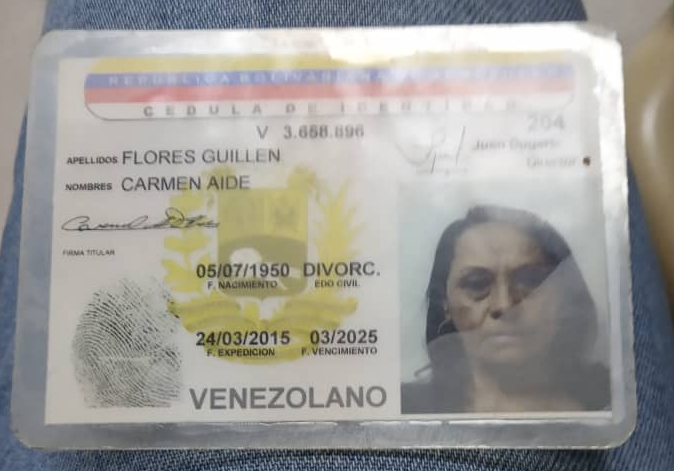 REPÚBLICA BOLIVARIANA DE VENEZUELA
CEDULA DE IDENTIDAD
V 3.658.896
204
Juan Dugarte
Director
APELLIDOS FLORES GUILLEN
NOMBRES CARMEN AIDE
FIRMA TITULAR
05/07/1950 DIVORC.
F. NACIMIENTO EDO CIVIL
24/03/2015 03/2025
F. EXPEDICION F. VENCIMIENTO
VENEZOLANO